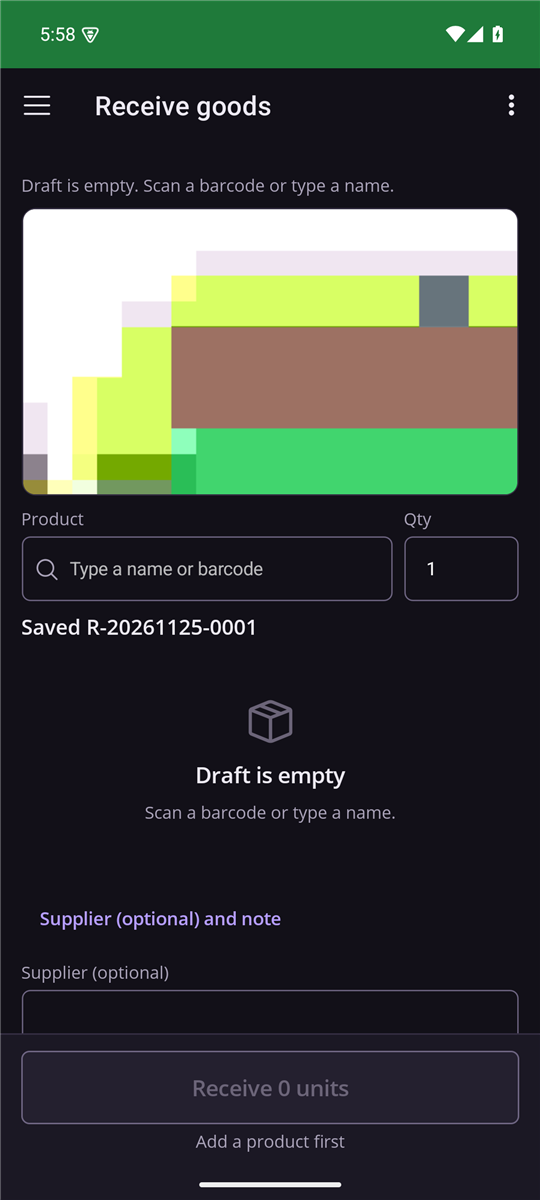 5:58
Receive goods
Draft is empty. Scan a barcode or type a name.
Product
Qty
Type a name or barcode
1
Saved R-20261125-0001
Draft is empty
Scan a barcode or type a name.
Supplier (optional) and note
Supplier (optional)
Receive 0 units
Add a product first